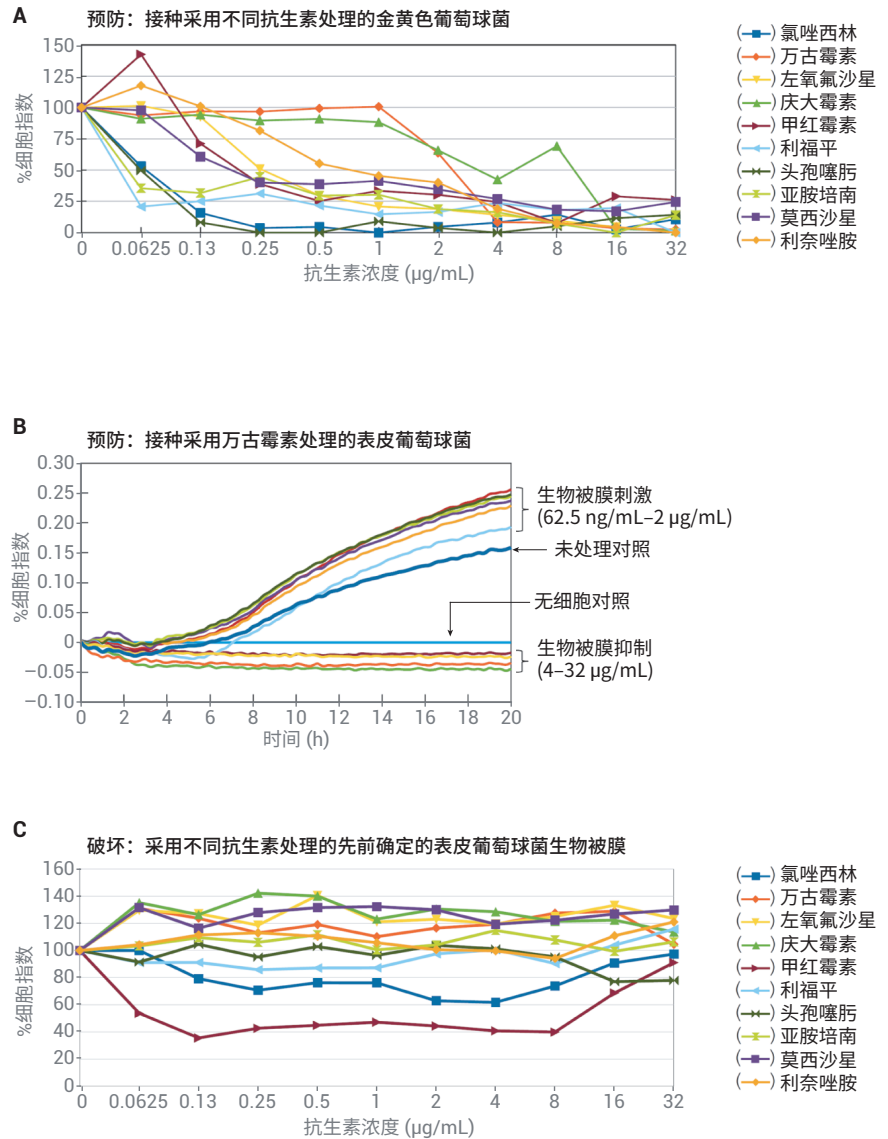 A
预防：接种采用不同抗生素处理的金黄色葡萄球菌
%细胞指数
150
125
100
75
50
25
0
0 0.0625 0.13 0.25 0.5 1 2 4 8 16 32
抗生素浓度 (µg/mL)
(-) 氯唑西林
(-) 万古霉素
(-) 左氧氟沙星
(-) 庆大霉素
(-) 甲红霉素
(-) 利福平
(-) 头孢噻肟
(-) 亚胺培南
(-) 莫西沙星
(-) 利奈唑胺
B
预防：接种采用万古霉素处理的表皮葡萄球菌
%细胞指数
0.30
0.25
0.20
0.15
0.10
0.05
0
−0.05
−0.10
0 2 4 6 8 10 12 14 16 18 20
时间 (h)
生物被膜刺激
(62.5 ng/mL–2 µg/mL)
未处理对照
无细胞对照
生物被膜抑制
(4–32 µg/mL)
C
破坏：采用不同抗生素处理的先前确定的表皮葡萄球菌生物被膜
%细胞指数
160
140
120
100
80
60
40
20
0
0 0.0625 0.13 0.25 0.5 1 2 4 8 16 32
抗生素浓度 (µg/mL)
(-) 氯唑西林
(-) 万古霉素
(-) 左氧氟沙星
(-) 庆大霉素
(-) 甲红霉素
(-) 利福平
(-) 头孢噻肟
(-) 亚胺培南
(-) 莫西沙星
(-) 利奈唑胺